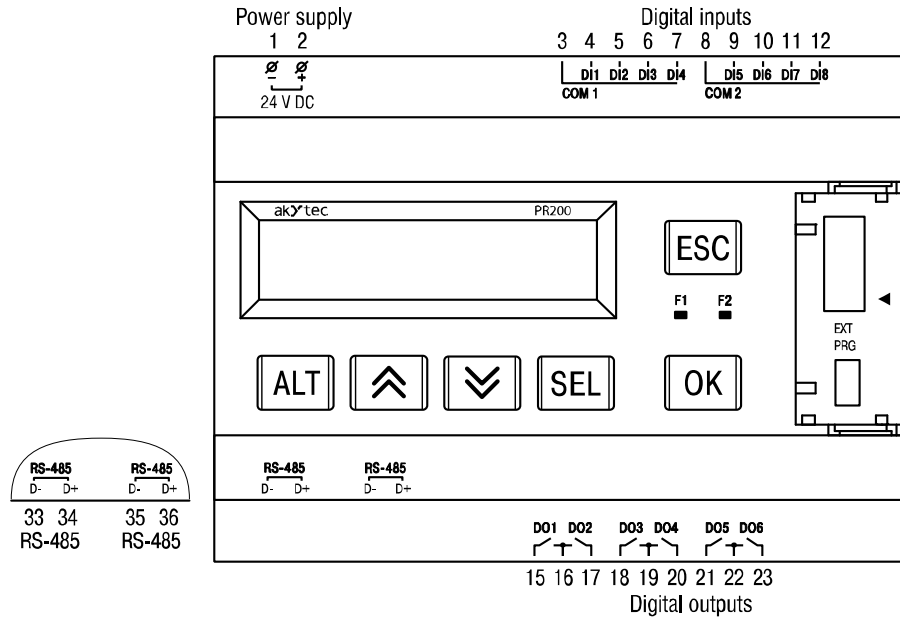 Power supply
Digital inputs
1 2
3 4 5 6 7 8 9 10 11 12
- +
DI1 DI2 DI3 DI4 DI5 DI6 DI7 DI8
24 V DC
COM 1 COM 2
akYtec PR200
ESC
F1 F2
EXT
PRG
ALT SEL OK
RS-485 RS-485
D- D+ D- D+
33 34 35 36
RS-485 RS-485
RS-485 RS-485
D- D+ D- D+
DO1 DO2 DO3 DO4 DO5 DO6
15 16 17 18 19 20 21 22 23
Digital outputs